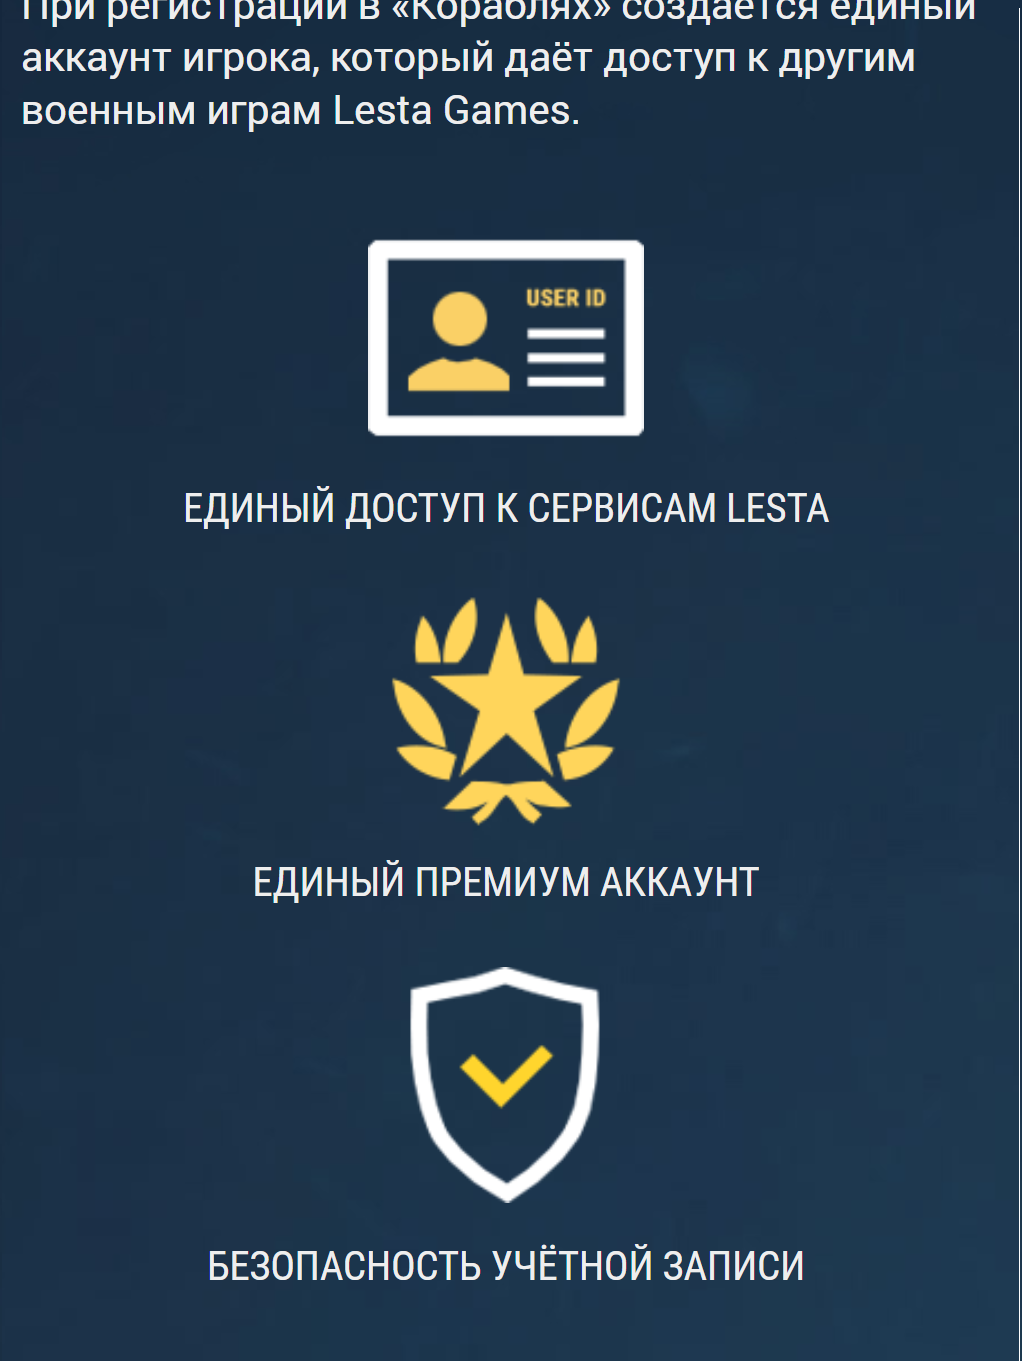 При регистрации в «Кораблях» создаётся единый
аккаунт игрока, который даёт доступ к другим
военным играм Lesta Games.
USER ID
ЕДИНЫЙ ДОСТУП К СЕРВИСАМ LESTA
ЕДИНЫЙ ПРЕМИУМ АККАУНТ
БЕЗОПАСНОСТЬ УЧЁТНОЙ ЗАПИСИ